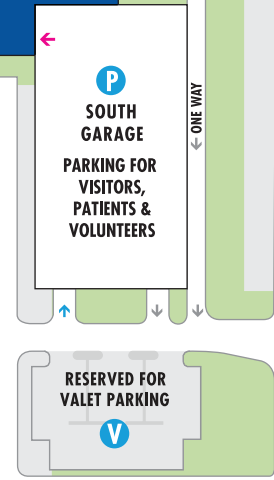 P
SOUTH
GARAGE
PARKING FOR
VISITORS,
PATIENTS &
VOLUNTEERS
ONE WAY
RESERVED FOR
VALET PARKING
V